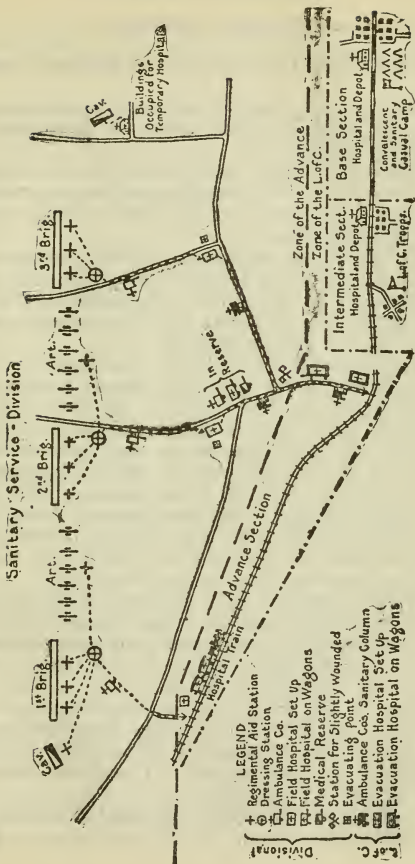 Sanitary Service - Division
Cav.
1st Brig.
Art.
2nd Brig.
Art.
3rd Brig.
Cav.
Buildings
Occupied for
Temporary Hospital
In
Reserve
Advance Section
Hospital Train
Zone of the Advance
Zone of the L. of C.
Intermediate Sect.
Hospital and Depot
L. of C. Troops
Base Section
Hospital and Depot
Convalescent
and Sanitary
Casual Camp
LEGEND
Divisional
Regimental Aid Station
Dressing Station
Ambulance Co.
Field Hospital Set Up
Field Hospital on Wagons
Medical Reserve
Station for Slightly Wounded
Evacuating Point
L. of C.
Ambulance Cos. Sanitary Column
Evacuation Hospital Set Up
Evacuation Hospital on Wagons